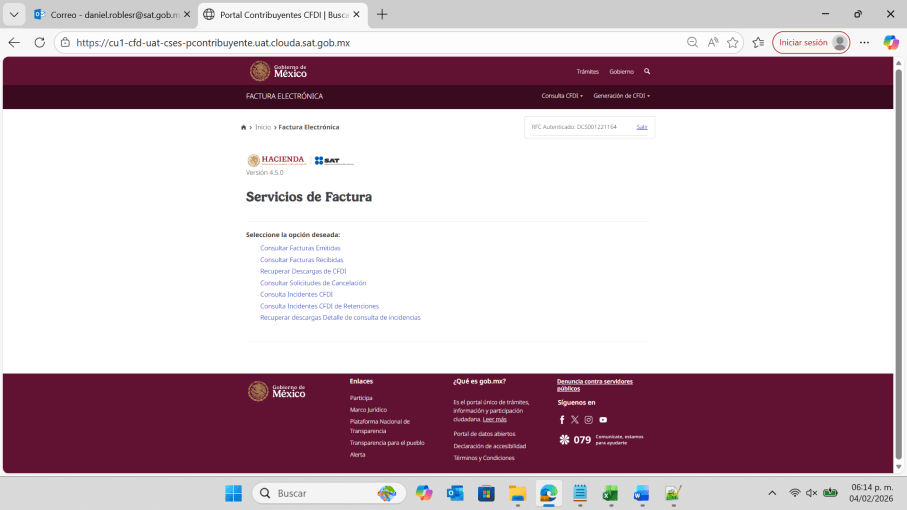 Correo - daniel.roblesr@sat.gob.m
Portal Contribuyentes CFDI | Busca
https://cu1-cfd-uat-cses-pcontribuyente.uat.clouda.sat.gob.mx
Iniciar sesión
Gobierno de
México
Trámites
Gobierno
FACTURA ELECTRÓNICA
Consulta CFDI
Generación de CFDI
Inicio
Factura Electrónica
RFC Autenticado: DCS001221164
Salir
HACIENDA
SAT
Versión 4.5.0
Servicios de Factura
Seleccione la opción deseada:
Consultar Facturas Emitidas
Consultar Facturas Recibidas
Recuperar Descargas de CFDI
Consultar Solicitudes de Cancelación
Consulta Incidentes CFDI
Consulta Incidentes CFDI de Retenciones
Recuperar descargas Detalle de consulta de incidencias
Gobierno de
México
Enlaces
Participa
Marco Jurídico
Plataforma Nacional de
Transparencia
Transparencia para el pueblo
Alerta
¿Qué es gob.mx?
Es el portal único de trámites,
información y participación
ciudadana. Leer más
Portal de datos abiertos
Declaración de accesibilidad
Términos y Condiciones
Denuncia contra servidores
públicos
Síguenos en
079
Comunícate, estamos
para ayudarte
Buscar
06:14 p. m.
04/02/2026